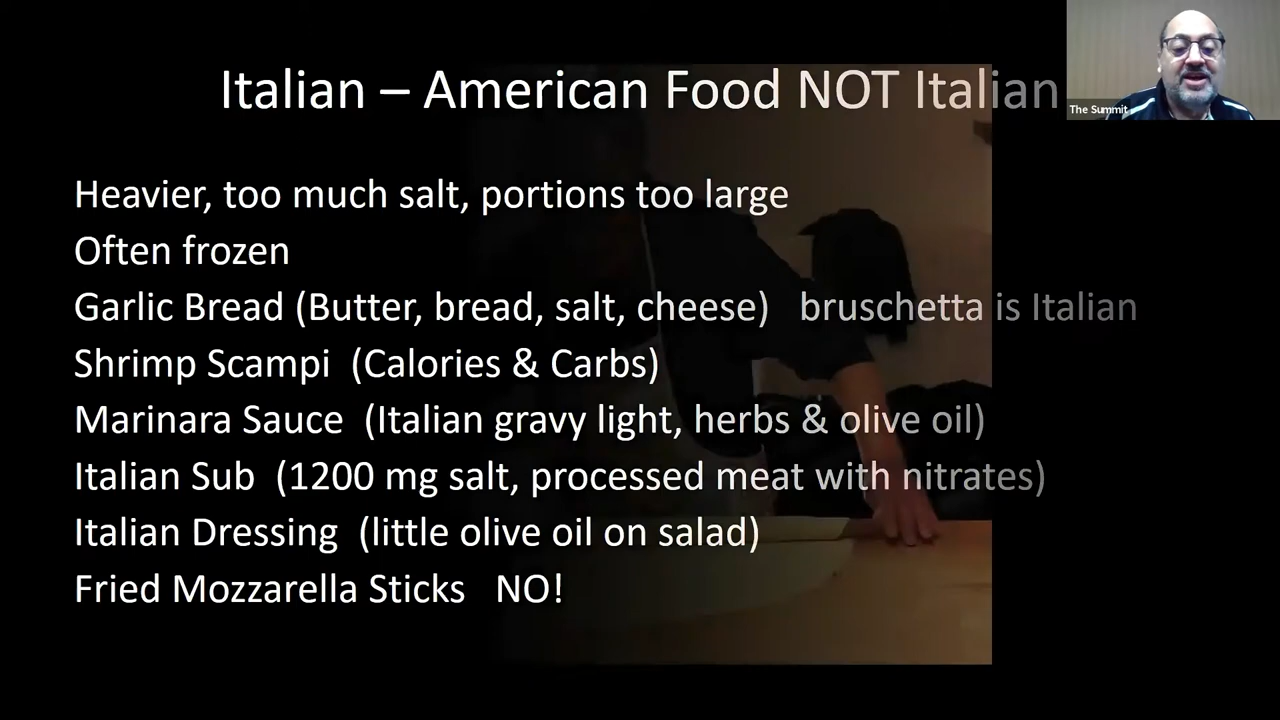 Italian – American Food NOT Italian
The Summit
Heavier, too much salt, portions too large
Often frozen
Garlic Bread (Butter, bread, salt, cheese) bruschetta is Italian
Shrimp Scampi (Calories & Carbs)
Marinara Sauce (Italian gravy light, herbs & olive oil)
Italian Sub (1200 mg salt, processed meat with nitrates)
Italian Dressing (little olive oil on salad)
Fried Mozzarella Sticks NO!